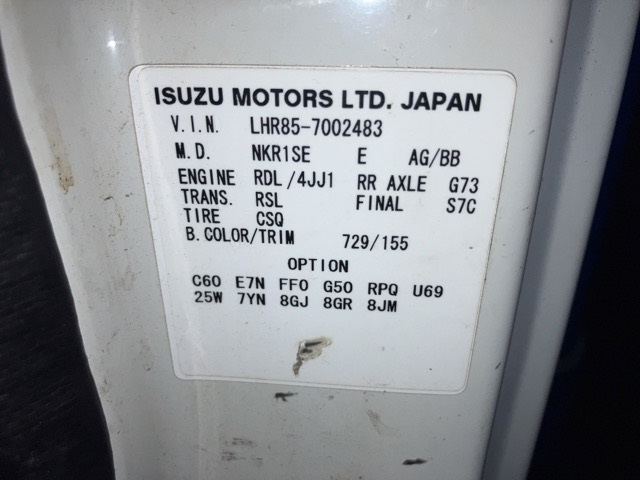 ISUZU MOTORS LTD. JAPAN
V.I.N. LHR85-7002483
M.D. NKR1SE E AG/BB
ENGINE RDL/4JJ1 RR AXLE G73
TRANS. RSL FINAL S7C
TIRE CSQ
B.COLOR/TRIM 729/155
OPTION
C60 E7N FF0 G50 RPQ U69
25W 7YN 8GJ 8GR 8JM